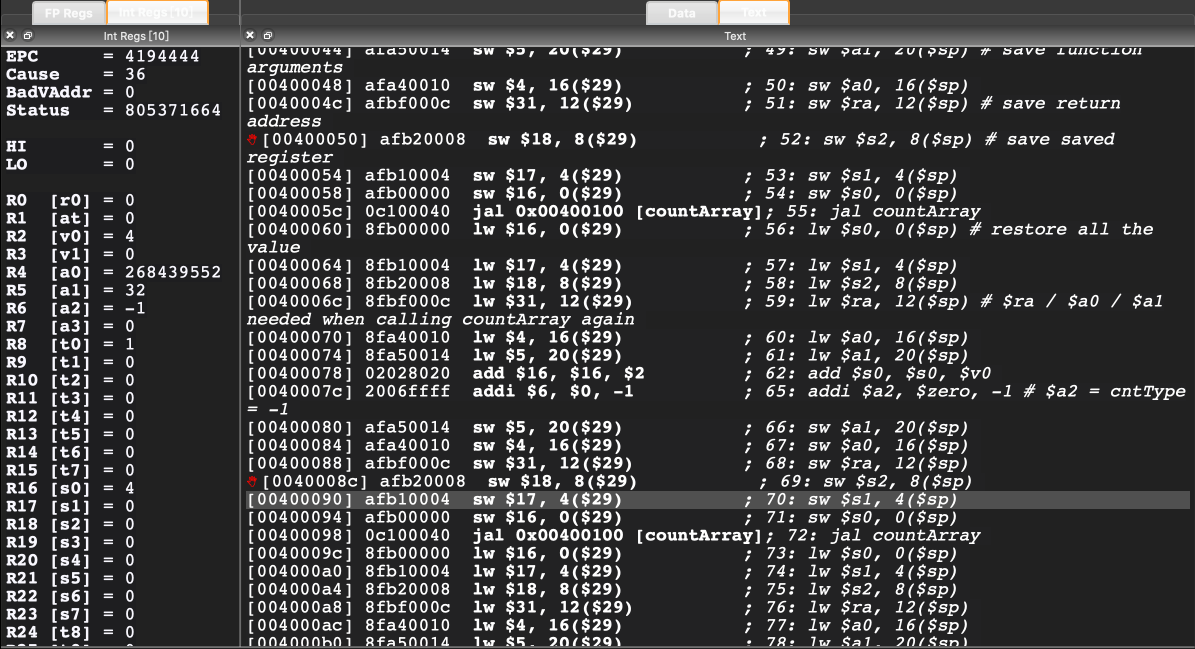 FP Regs
Int Regs [10]
Data
Text
Int Regs [10]
Text
EPC = 4194444
Cause = 36
BadVAddr = 0
Status = 805371664
HI = 0
LO = 0
R0 [r0] = 0
R1 [at] = 0
R2 [v0] = 4
R3 [v1] = 0
R4 [a0] = 268439552
R5 [a1] = 32
R6 [a2] = -1
R7 [a3] = 0
R8 [t0] = 1
R9 [t1] = 0
R10 [t2] = 0
R11 [t3] = 0
R12 [t4] = 0
R13 [t5] = 0
R14 [t6] = 0
R15 [t7] = 0
R16 [s0] = 4
R17 [s1] = 0
R18 [s2] = 0
R19 [s3] = 0
R20 [s4] = 0
R21 [s5] = 0
R22 [s6] = 0
R23 [s7] = 0
R24 [t8] = 0
[00400044] afa50014 sw $5, 20($29) ; 49: sw $a1, 20($sp) # save function
arguments
[00400048] afa40010 sw $4, 16($29) ; 50: sw $a0, 16($sp)
[0040004c] afbf000c sw $31, 12($29) ; 51: sw $ra, 12($sp) # save return
address
[00400050] afb20008 sw $18, 8($29) ; 52: sw $s2, 8($sp) # save saved
register
[00400054] afb10004 sw $17, 4($29) ; 53: sw $s1, 4($sp)
[00400058] afb00000 sw $16, 0($29) ; 54: sw $s0, 0($sp)
[0040005c] 0c100040 jal 0x00400100 [countArray]; 55: jal countArray
[00400060] 8fb00000 lw $16, 0($29) ; 56: lw $s0, 0($sp) # restore all the
value
[00400064] 8fb10004 lw $17, 4($29) ; 57: lw $s1, 4($sp)
[00400068] 8fb20008 lw $18, 8($29) ; 58: lw $s2, 8($sp)
[0040006c] 8fbf000c lw $31, 12($29) ; 59: lw $ra, 12($sp) # $ra / $a0 / $a1
needed when calling countArray again
[00400070] 8fa40010 lw $4, 16($29) ; 60: lw $a0, 16($sp)
[00400074] 8fa50014 lw $5, 20($29) ; 61: lw $a1, 20($sp)
[00400078] 02028020 add $16, $16, $2 ; 62: add $s0, $s0, $v0
[0040007c] 2006ffff addi $6, $0, -1 ; 65: addi $a2, $zero, -1 # $a2 = cntType
= -1
[00400080] afa50014 sw $5, 20($29) ; 66: sw $a1, 20($sp)
[00400084] afa40010 sw $4, 16($29) ; 67: sw $a0, 16($sp)
[00400088] afbf000c sw $31, 12($29) ; 68: sw $ra, 12($sp)
[0040008c] afb20008 sw $18, 8($29) ; 69: sw $s2, 8($sp)
[00400090] afb10004 sw $17, 4($29) ; 70: sw $s1, 4($sp)
[00400094] afb00000 sw $16, 0($29) ; 71: sw $s0, 0($sp)
[00400098] 0c100040 jal 0x00400100 [countArray]; 72: jal countArray
[0040009c] 8fb00000 lw $16, 0($29) ; 73: lw $s0, 0($sp)
[004000a0] 8fb10004 lw $17, 4($29) ; 74: lw $s1, 4($sp)
[004000a4] 8fb20008 lw $18, 8($29) ; 75: lw $s2, 8($sp)
[004000a8] 8fbf000c lw $31, 12($29) ; 76: lw $ra, 12($sp)
[004000ac] 8fa40010 lw $4, 16($29) ; 77: lw $a0, 16($sp)
[004000b0] 8fa50014 lw $5, 20($29) ; 78: lw $a1, 20($sp)